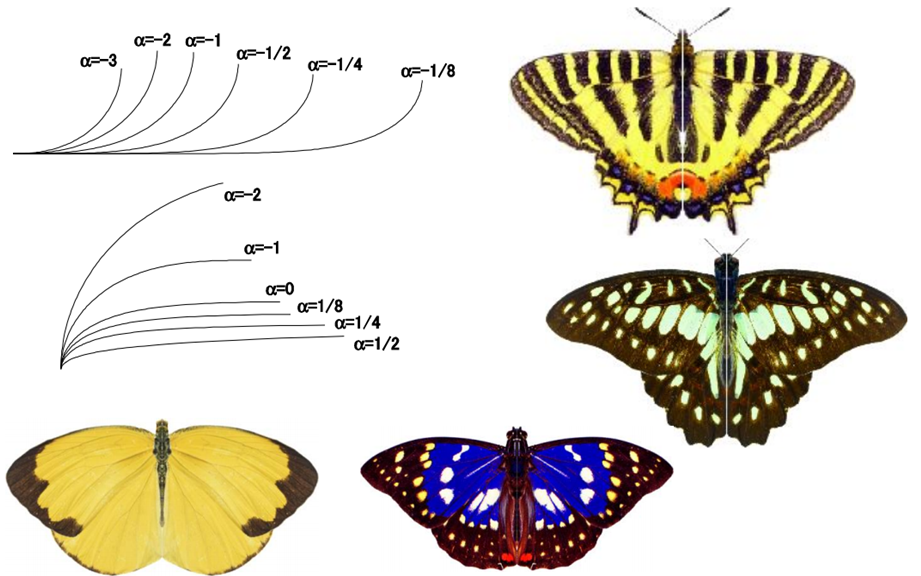 α=-3
α=-2
α=-1
α=-1/2
α=-1/4
α=-1/8
α=-2
α=-1
α=0
α=1/8
α=1/4
α=1/2